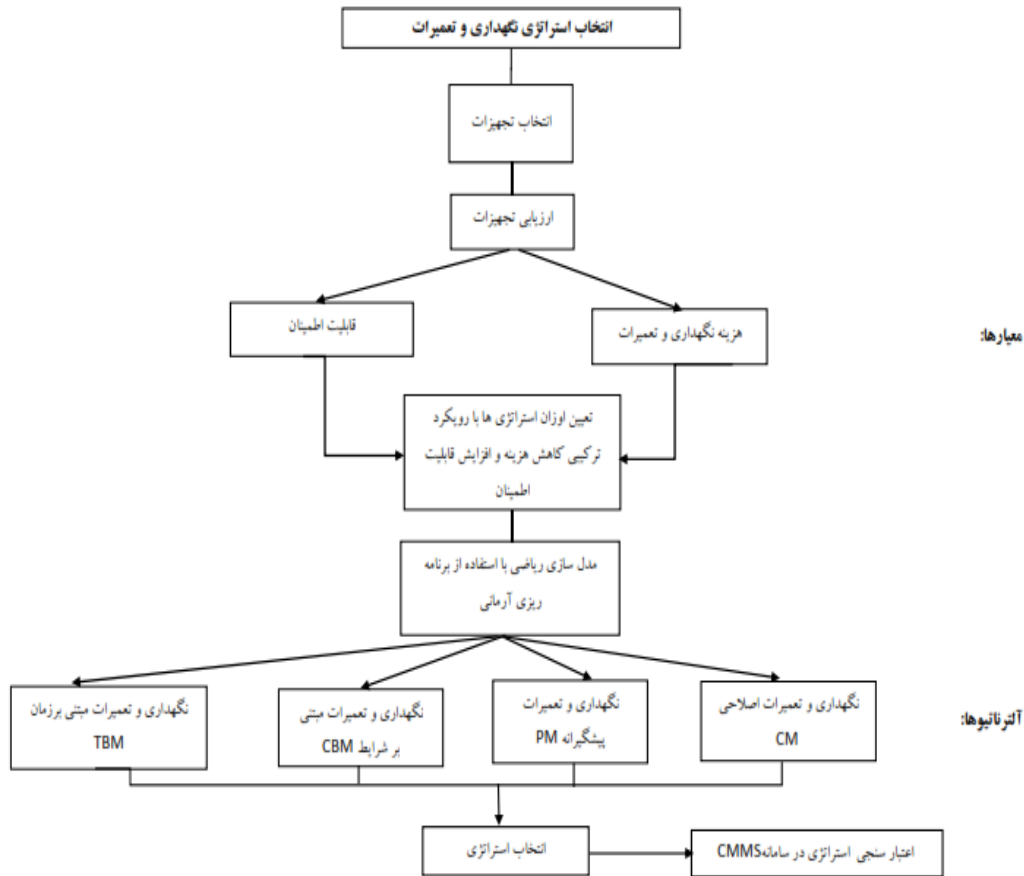 انتخاب استراتژی نگهداری و تعمیرات
انتخاب تجهیزات
ارزیابی تجهیزات
معیارها:
هزینه نگهداری و تعمیرات
قابلیت اطمینان
تعیین اوزان استراتژی ها با رویکرد
ترکیبی کاهش هزینه و افزایش قابلیت
اطمینان
مدل سازی ریاضی با استفاده از برنامه
ریزی آرمانی
آلترناتیوها:
نگهداری و تعمیرات اصلاحی
CM
نگهداری و تعمیرات
پیشگیرانه PM
نگهداری و تعمیرات مبتنی
بر شرایط CBM
نگهداری و تعمیرات مبتنی برزمان
TBM
انتخاب استراتژی
اعتبار سنجی استراتژی در سامانهCMMS